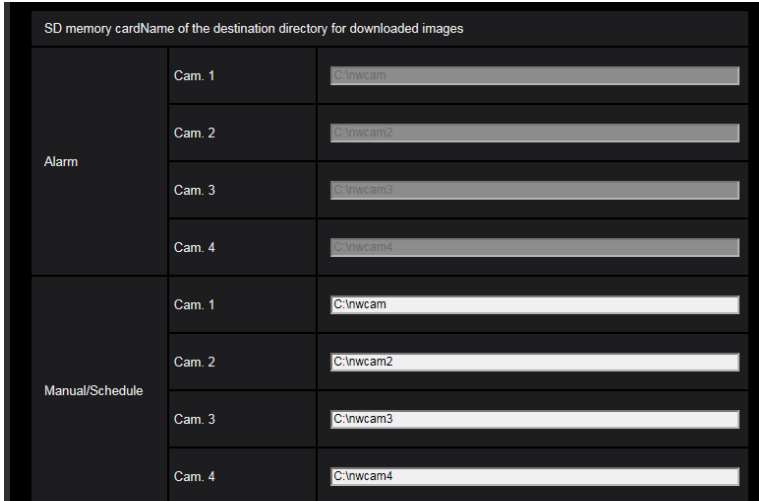 SD memory cardName of the destination directory for downloaded images
Alarm
Cam. 1
C:\nwcam
Cam. 2
C:\nwcam2
Cam. 3
C:\nwcam3
Cam. 4
C:\nwcam4
Manual/Schedule
Cam. 1
C:\nwcam
Cam. 2
C:\nwcam2
Cam. 3
C:\nwcam3
Cam. 4
C:\nwcam4